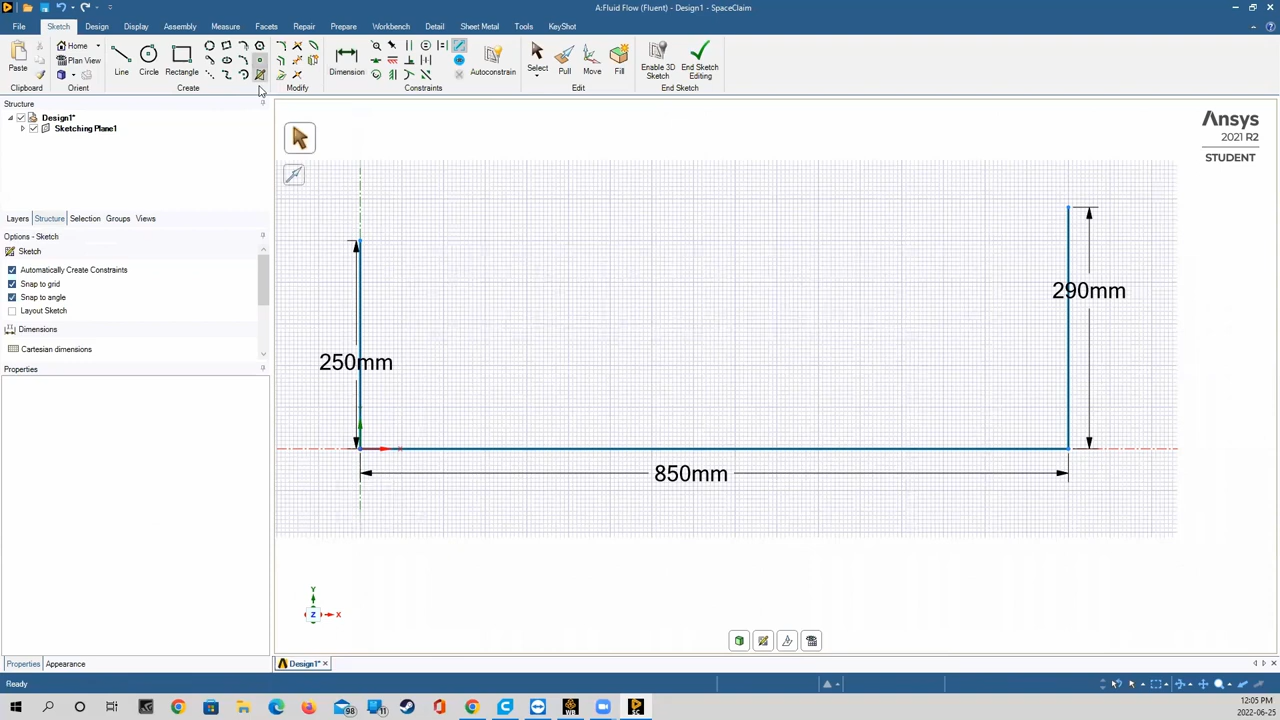 A:Fluid Flow (Fluent) - Design1 - SpaceClaim
File Sketch Design Display Assembly Measure Facets Repair Prepare Workbench Detail Sheet Metal Tools KeyShot
Paste
Home
Plan View
Line Circle Rectangle
Dimension
Autoconstrain
Select Pull Move Fill
Enable 3D Sketch
End Sketch Editing
Clipboard Orient Create Modify Constraints Edit End Sketch
Structure
Design1*
Sketching Plane1
Layers Structure Selection Groups Views
Options - Sketch
Sketch
Automatically Create Constraints
Snap to grid
Snap to angle
Layout Sketch
Dimensions
Cartesian dimensions
Properties
Properties Appearance
Ansys
2021 R2
STUDENT
290mm
250mm
850mm
Y
Z X
Design1*
Ready
98
11
WB
SC
12:05 PM
2022-06-25